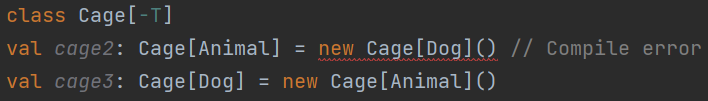 class Cage[-T]
val cage2: Cage[Animal] = new Cage[Dog]() // Compile error
val cage3: Cage[Dog] = new Cage[Animal]()